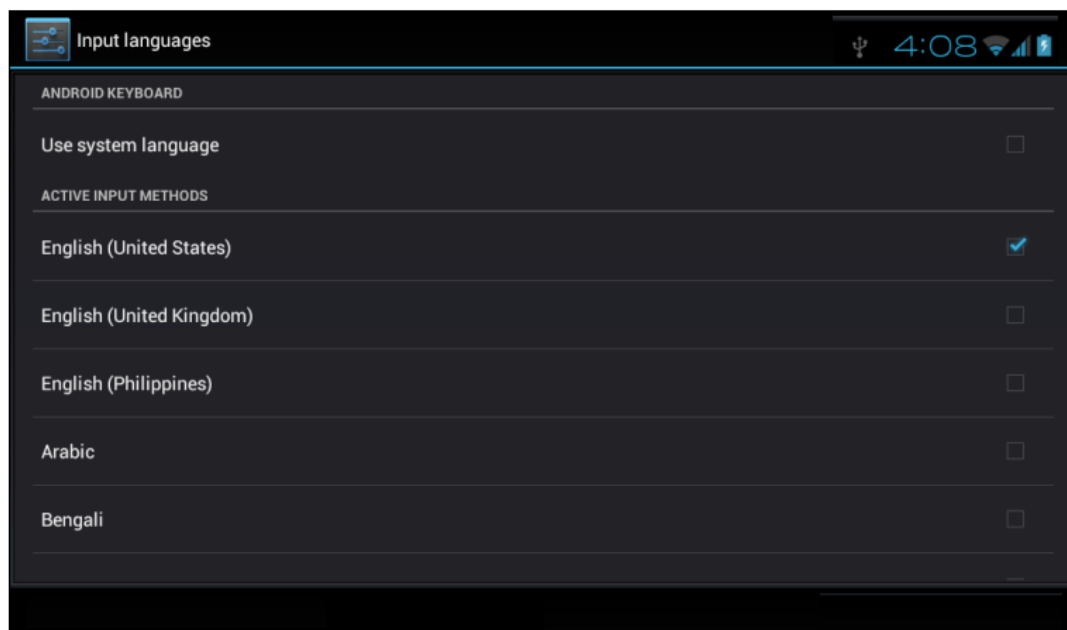 Input languages
4:08
ANDROID KEYBOARD
Use system language
ACTIVE INPUT METHODS
English (United States)
English (United Kingdom)
English (Philippines)
Arabic
Bengali